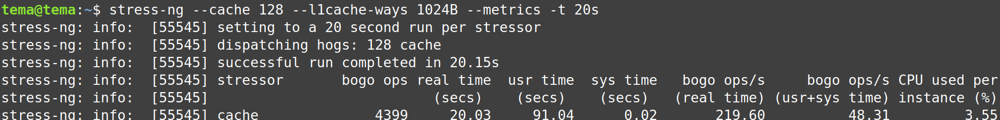 tema@tema:~$ stress-ng --cache 128 --l1cache-ways 1024B --metrics -t 20s
stress-ng: info:  [55545] setting to a 20 second run per stressor
stress-ng: info:  [55545] dispatching hogs: 128 cache
stress-ng: info:  [55545] successful run completed in 20.15s
stress-ng: info:  [55545] stressor       bogo ops real time  usr time  sys time   bogo ops/s     bogo ops/s CPU used per
stress-ng: info:  [55545]                           (secs)    (secs)    (secs)   (real time) (usr+sys time) instance (%)
stress-ng: info:  [55545] cache              4399     20.03     91.04      0.02       219.60          48.31         3.55